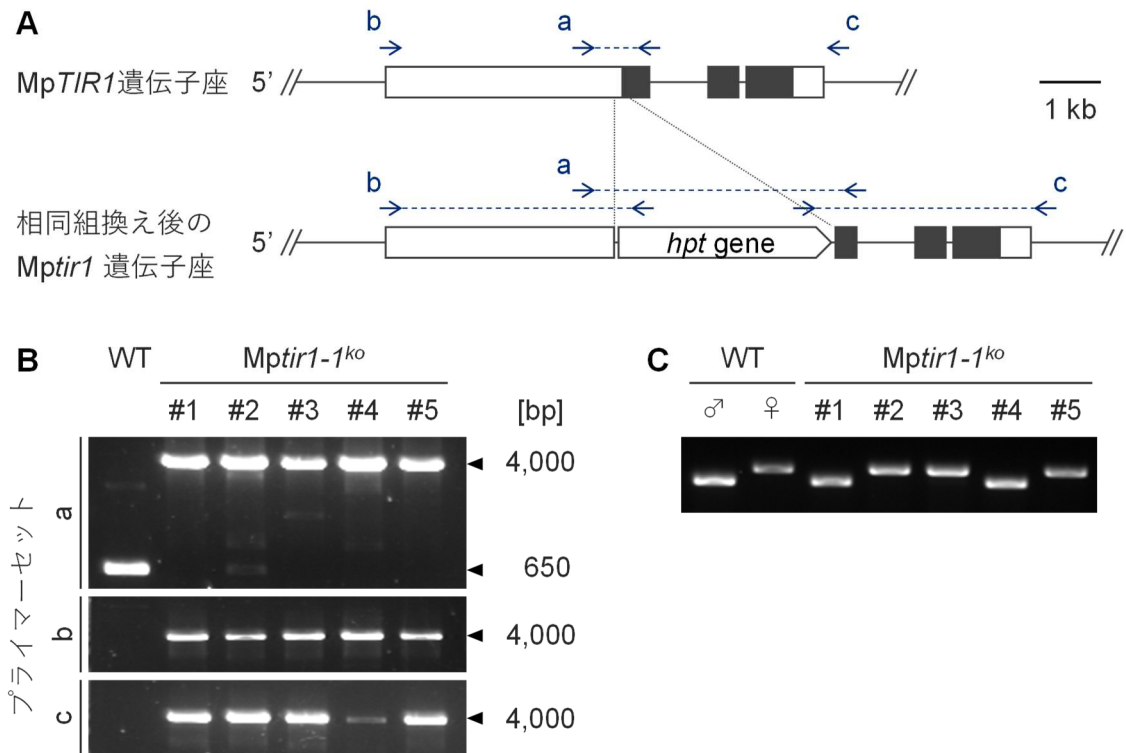 A
b a c
MpTIR1遺伝子座 5’
1 kb
a
b c
相同組換え後の
Mptir1 遺伝子座 5’
hpt gene
B
WT Mptir1-1ko
#1 #2 #3 #4 #5 [bp]
プライマーセット
a
4,000
650
b
4,000
c
4,000
C
WT Mptir1-1ko
♂ ♀ #1 #2 #3 #4 #5